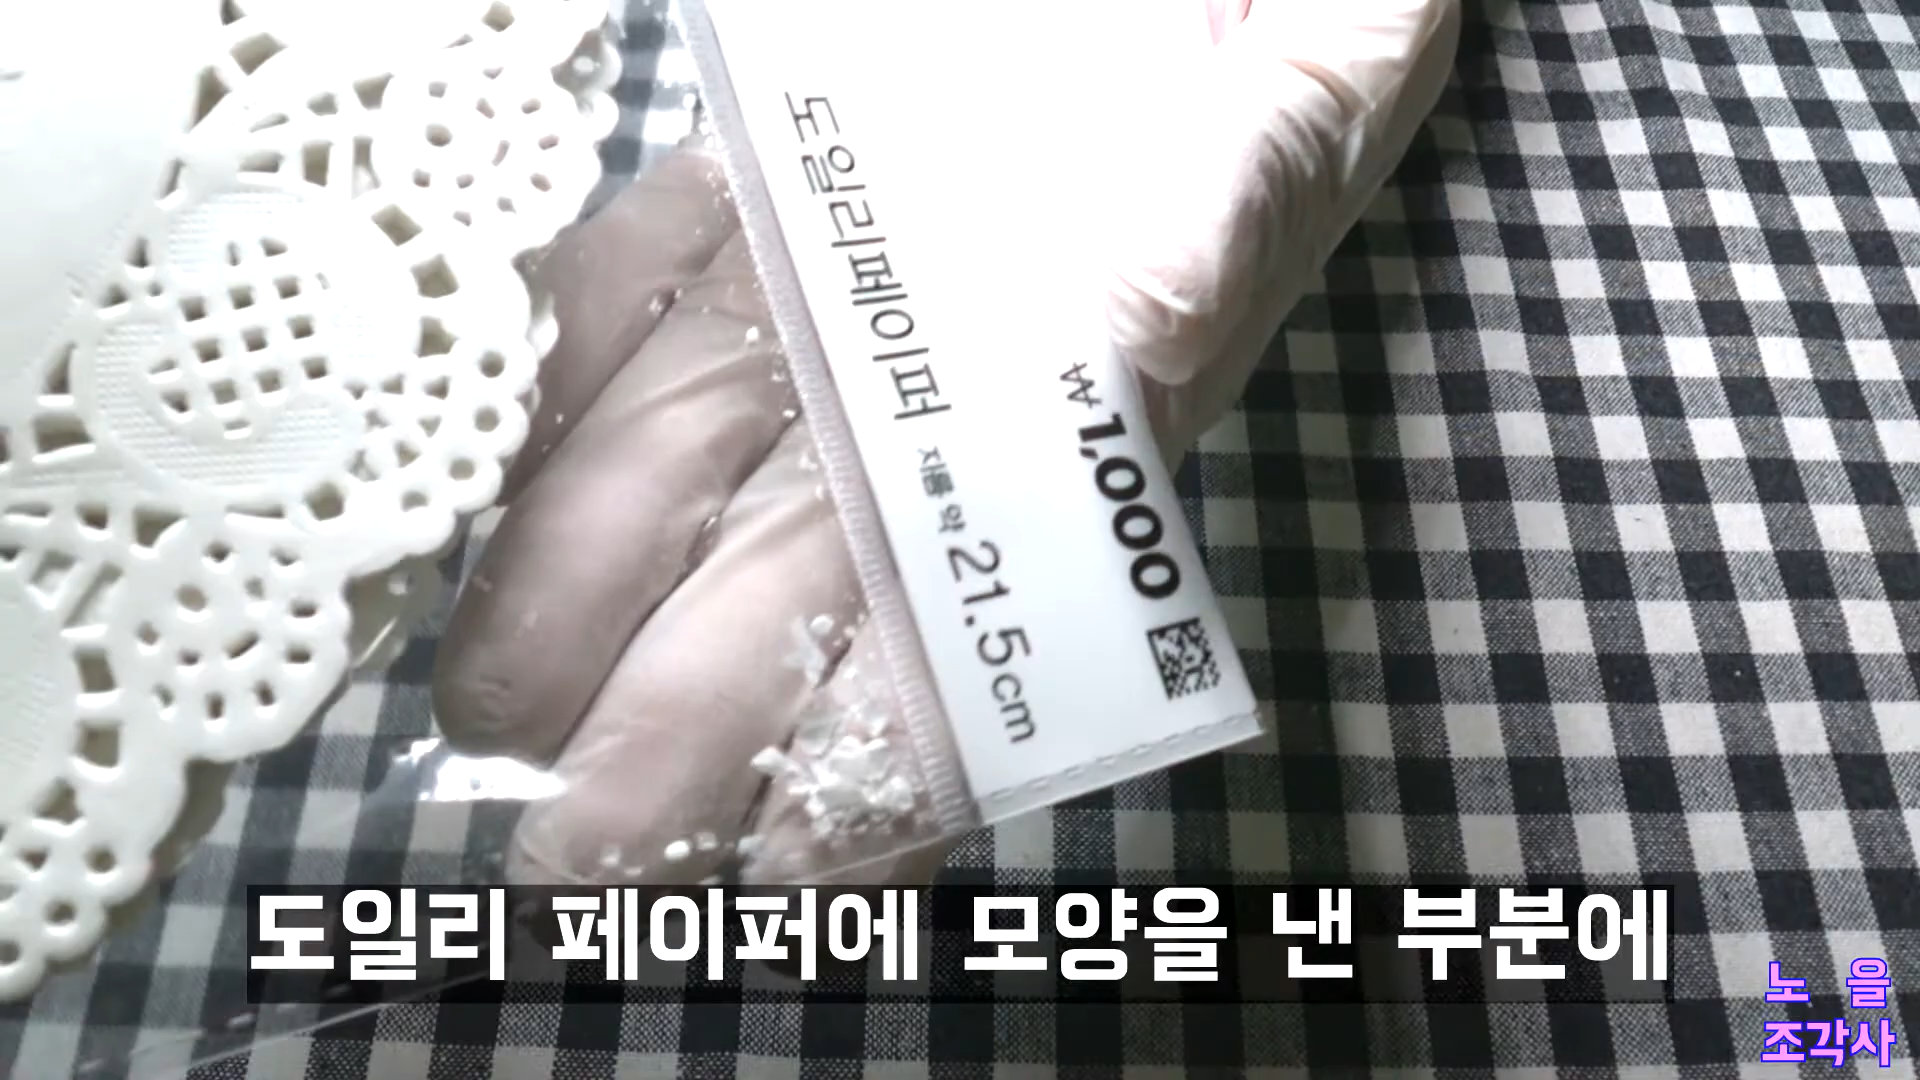 도일리페이퍼 지름 약 21.5cm
₩1,000
도일리 페이퍼에 모양을 낸 부분에
노을
조각사